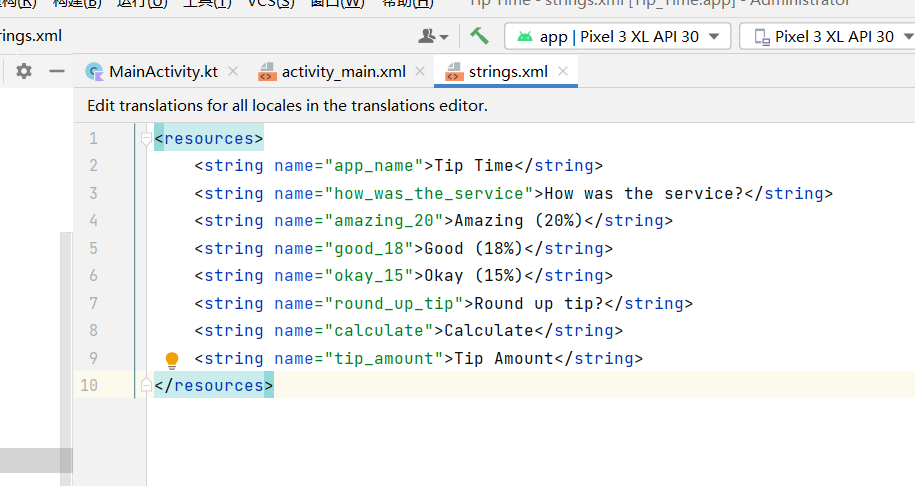 构建(B) 运行(U) 工具(T) VCS(S) 窗口(W) 帮助(H) Tip Time - strings.xml [Tip_Time.app] - Administrator
rings.xml
app | Pixel 3 XL API 30 Pixel 3 XL API 30
MainActivity.kt activity_main.xml strings.xml
Edit translations for all locales in the translations editor.
1 <resources>
2 <string name="app_name">Tip Time</string>
3 <string name="how_was_the_service">How was the service?</string>
4 <string name="amazing_20">Amazing (20%)</string>
5 <string name="good_18">Good (18%)</string>
6 <string name="okay_15">Okay (15%)</string>
7 <string name="round_up_tip">Round up tip?</string>
8 <string name="calculate">Calculate</string>
9 <string name="tip_amount">Tip Amount</string>
10 </resources>